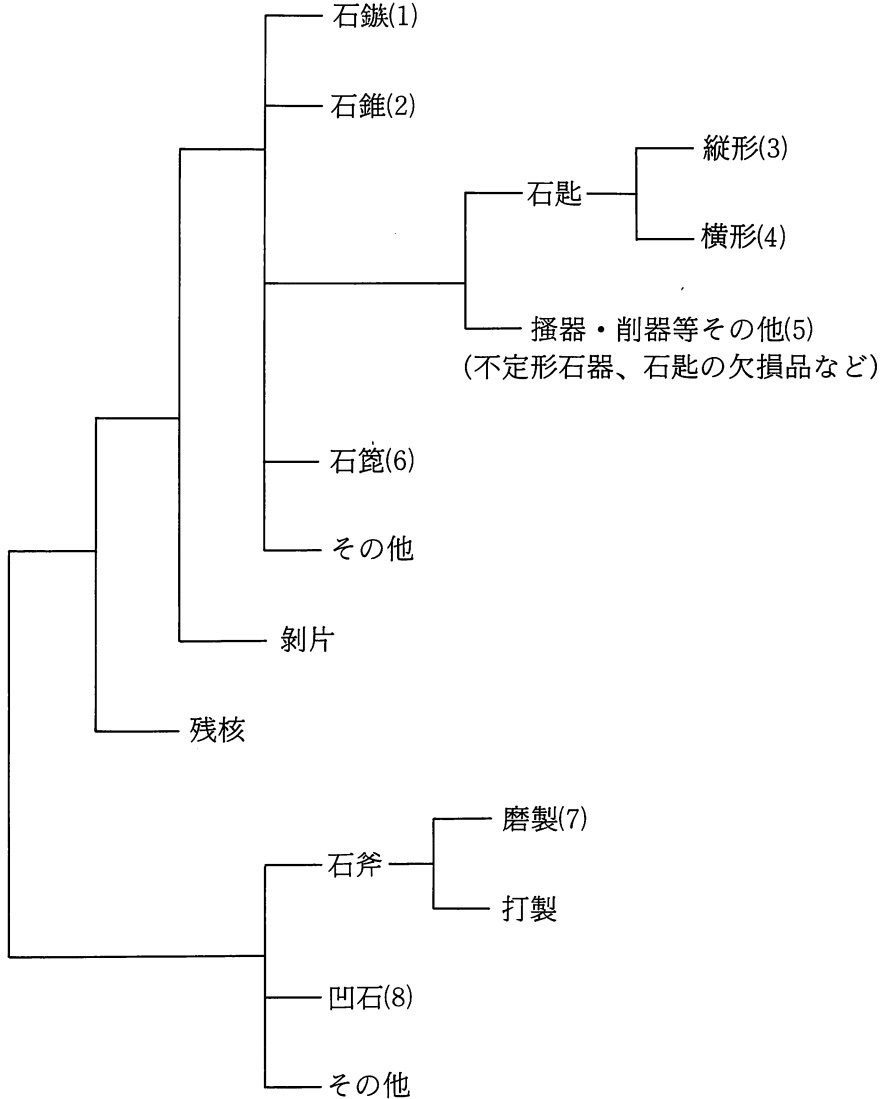 石鏃(1)
石錐(2)
縦形(3)
石匙
横形(4)
掻器・削器等その他(5)
(不定形石器、石匙の欠損品など)
石箆(6)
その他
剝片
残核
磨製(7)
石斧
打製
凹石(8)
その他